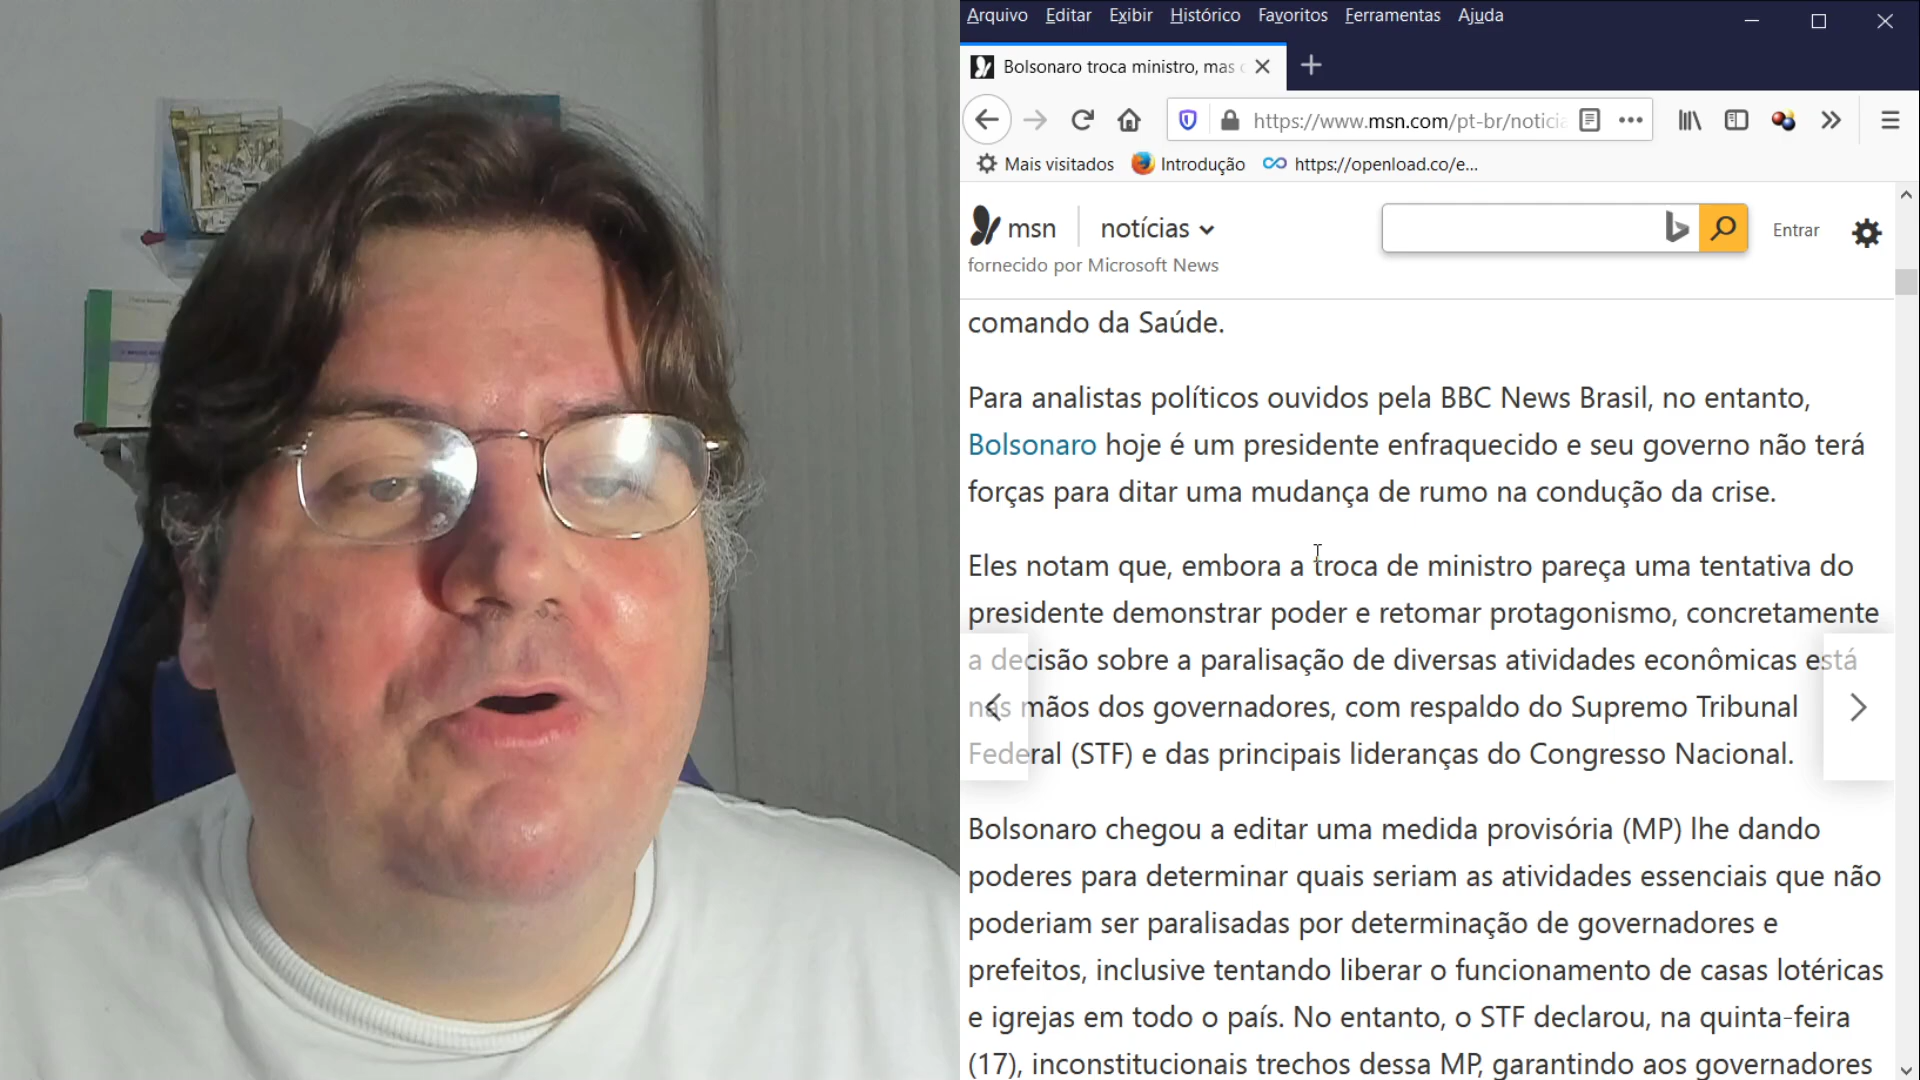 Arquivo Editar Exibir Histórico Favoritos Ferramentas Ajuda
Bolsonaro troca ministro, mas
https://www.msn.com/pt-br/noticia
Mais visitados Introdução https://openload.co/e...
msn notícias Entrar
fornecido por Microsoft News
comando da Saúde.
Para analistas políticos ouvidos pela BBC News Brasil, no entanto,
Bolsonaro hoje é um presidente enfraquecido e seu governo não terá
forças para ditar uma mudança de rumo na condução da crise.
Eles notam que, embora a troca de ministro pareça uma tentativa do
presidente demonstrar poder e retomar protagonismo, concretamente
a decisão sobre a paralisação de diversas atividades econômicas está
nas mãos dos governadores, com respaldo do Supremo Tribunal
Federal (STF) e das principais lideranças do Congresso Nacional.
Bolsonaro chegou a editar uma medida provisória (MP) lhe dando
poderes para determinar quais seriam as atividades essenciais que não
poderiam ser paralisadas por determinação de governadores e
prefeitos, inclusive tentando liberar o funcionamento de casas lotéricas
e igrejas em todo o país. No entanto, o STF declarou, na quinta-feira
(17), inconstitucionais trechos dessa MP, garantindo aos governadores